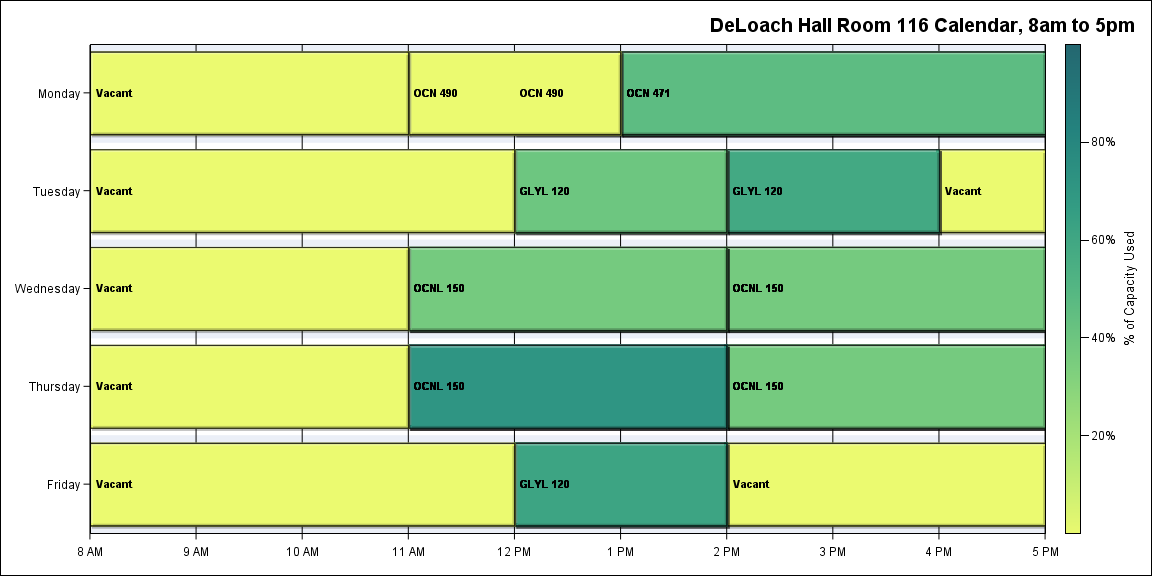 DeLoach Hall Room 116 Calendar, 8am to 5pm
Monday
Vacant
OCN 490
OCN 490
OCN 471
80%
Tuesday
Vacant
GLYL 120
GLYL 120
Vacant
60%
% of Capacity Used
Wednesday
Vacant
OCNL 150
OCNL 150
40%
Thursday
Vacant
OCNL 150
OCNL 150
20%
Friday
Vacant
GLYL 120
Vacant
8 AM
9 AM
10 AM
11 AM
12 PM
1 PM
2 PM
3 PM
4 PM
5 PM